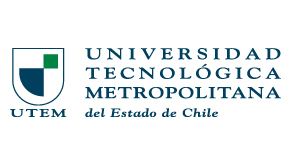 UNIVERSIDAD
TECNOLÓGICA
METROPOLITANA
del Estado de Chile
UTEM